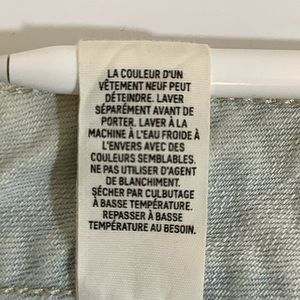 LA COULEUR D'UN
VÊTEMENT NEUF PEUT
DÉTEINDRE. LAVER
SÉPARÉMENT AVANT DE
PORTER. LAVER À LA
MACHINE À L'EAU FROIDE À
L'ENVERS AVEC DES
COULEURS SEMBLABLES.
NE PAS UTILISER D'AGENT
DE BLANCHIMENT.
SÉCHER PAR CULBUTAGE
À BASSE TEMPÉRATURE.
REPASSER À BASSE
TEMPÉRATURE AU BESOIN.